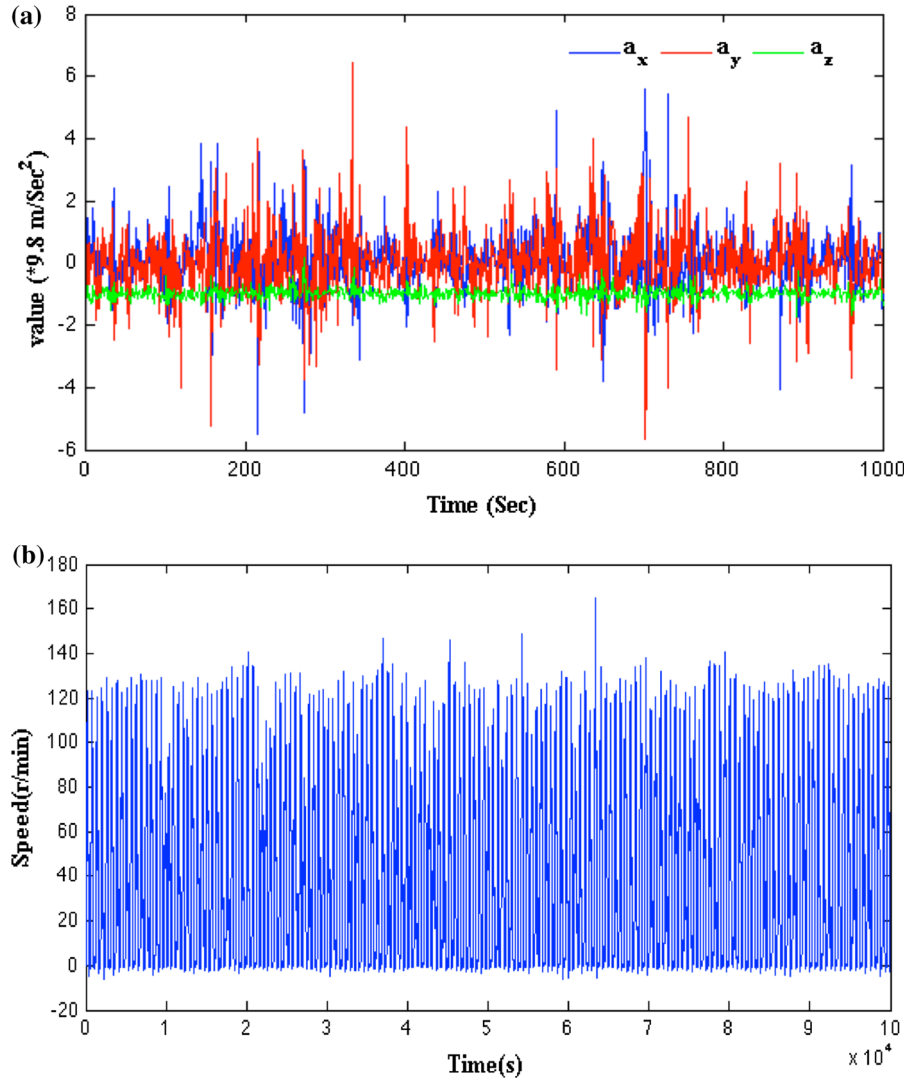 (a)
8
6
4
2
0
-2
-4
-6
a_x a_y a_z
value (*9.8 m/Sec²)
0 200 400 600 800 1000
Time (Sec)
(b)
180
160
140
120
100
80
60
40
20
0
-20
Speed(r/min)
0 1 2 3 4 5 6 7 8 9 10
x 10⁴
Time(s)